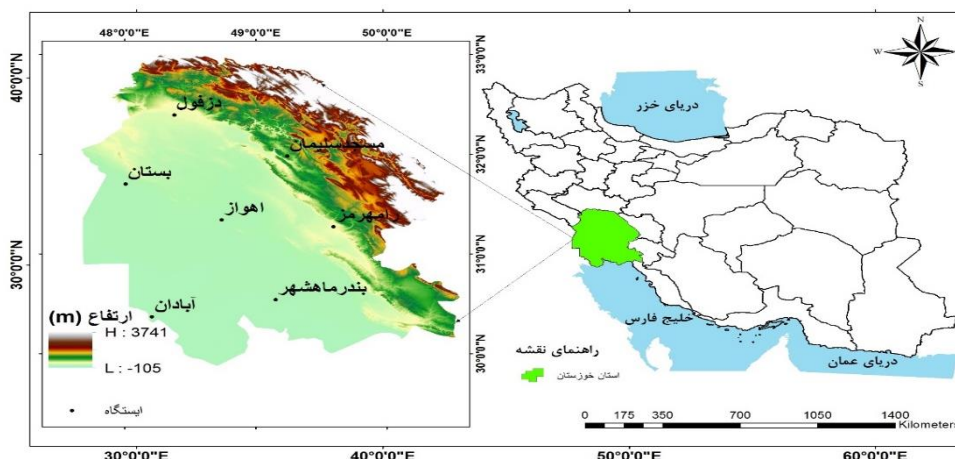 48°0'0"E 49°0'0"E 50°0'0"E
40°0'0"N
30°0'0"N
دزفول
مسجدسلیمان
بستان
اهواز
رامهرمز
بندرماهشهر
آبادان
ارتفاع (m)
H : 3741
L : -105
ایستگاه
33°0'0"N
32°0'0"N
31°0'0"N
30°0'0"N
N
W E
S
دریای خزر
خلیج فارس
دریای عمان
راهنمای نقشه
استان خوزستان
0 175 350 700 1050 1400
Kilometers
30°0'0"E 40°0'0"E 50°0'0"E 60°0'0"E